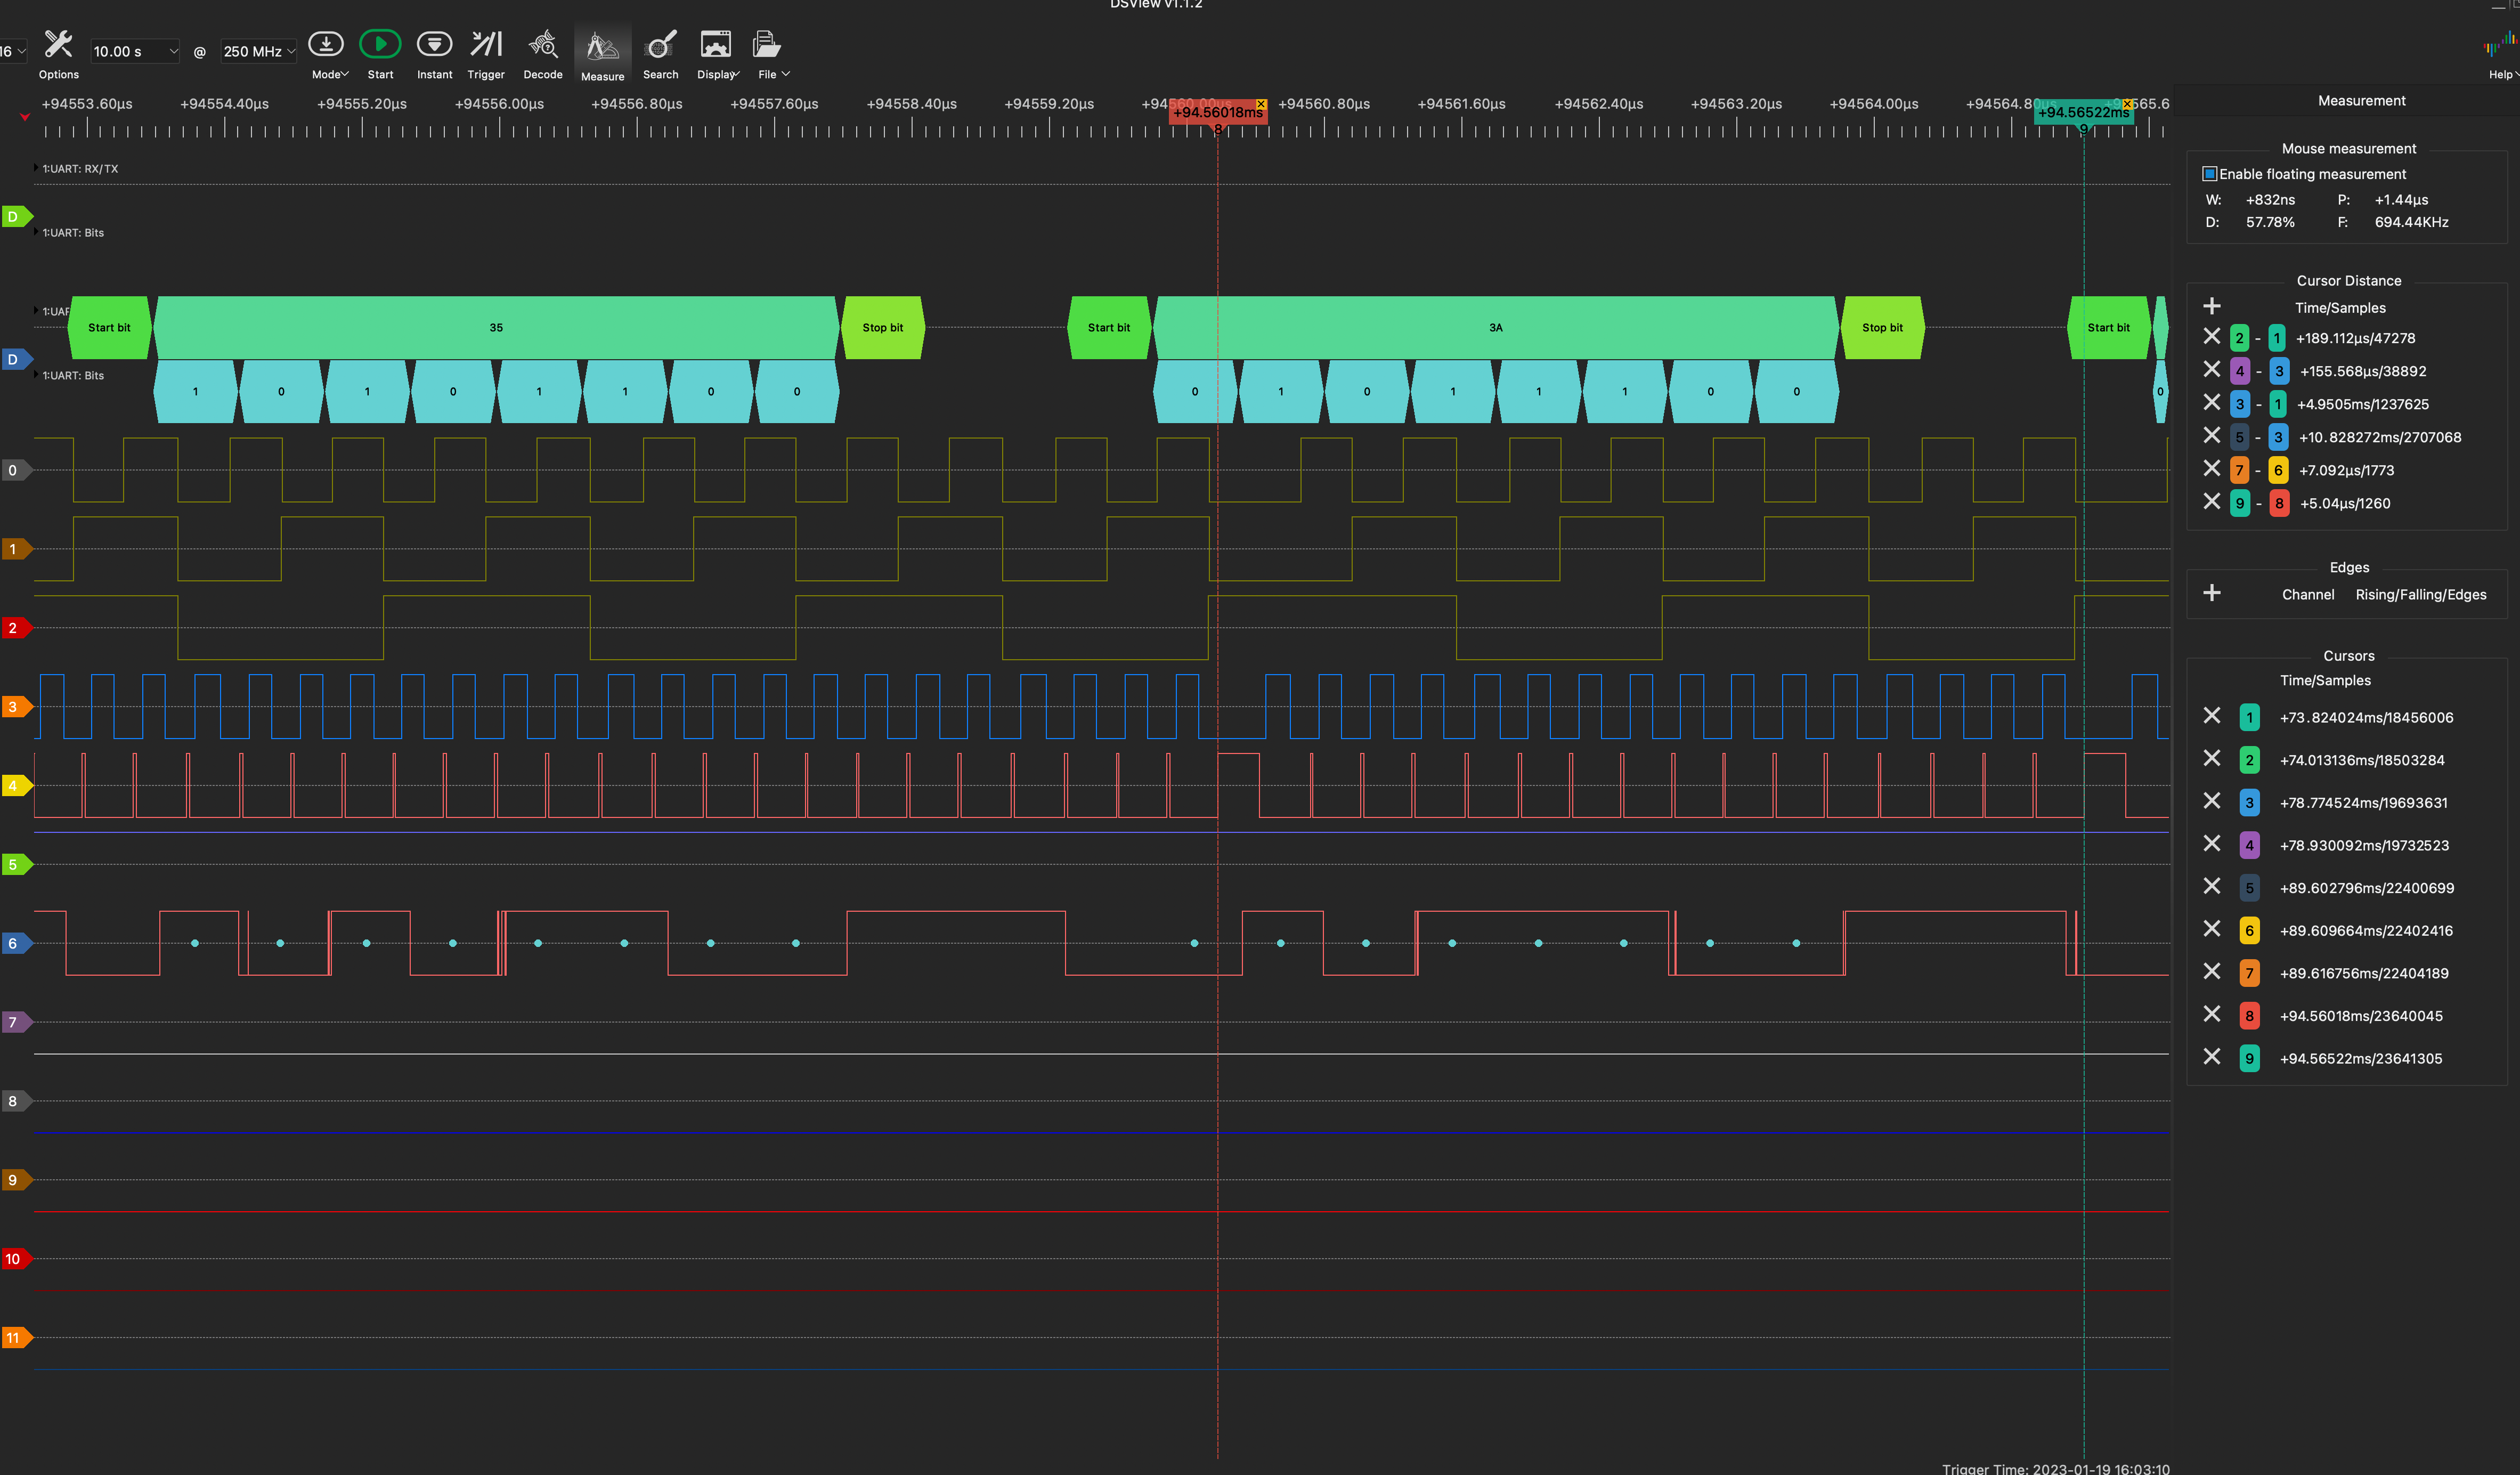 DSView v1.1.2
16 Options 10.00 s @ 250 MHz Mode Start Instant Trigger Decode Measure Search Display File Help
+94553.60µs +94554.40µs +94555.20µs +94556.00µs +94556.80µs +94557.60µs +94558.40µs +94559.20µs +94560.00µs +94560.80µs +94561.60µs +94562.40µs +94563.20µs +94564.00µs +94564.80µs +94565.6
+94.56018ms +94.56522ms
8 9
1:UART: RX/TX
D
1:UART: Bits
1:UAR
Start bit 35 Stop bit Start bit 3A Stop bit Start bit
D
1:UART: Bits
1 0 1 0 1 1 0 0 0 1 0 1 1 1 0 0 0
0
1
2
3
4
5
6
7
8
9
10
11
Trigger Time: 2023-01-19 16:03:10
Measurement
Mouse measurement
Enable floating measurement
W: +832ns P: +1.44µs
D: 57.78% F: 694.44KHz
Cursor Distance
Time/Samples
2 - 1 +189.112µs/47278
4 - 3 +155.568µs/38892
3 - 1 +4.9505ms/1237625
5 - 3 +10.828272ms/2707068
7 - 6 +7.092µs/1773
9 - 8 +5.04µs/1260
Edges
Channel Rising/Falling/Edges
Cursors
Time/Samples
1 +73.824024ms/18456006
2 +74.013136ms/18503284
3 +78.774524ms/19693631
4 +78.930092ms/19732523
5 +89.602796ms/22400699
6 +89.609664ms/22402416
7 +89.616756ms/22404189
8 +94.56018ms/23640045
9 +94.56522ms/23641305